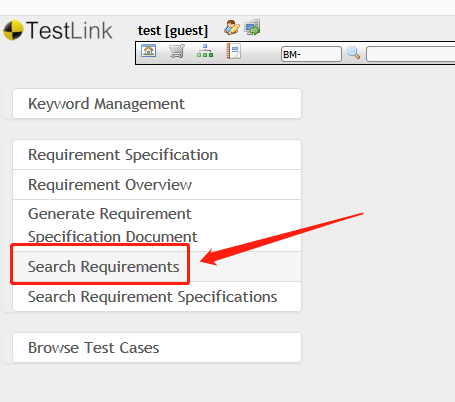 TestLink
test [guest]
BM-
Keyword Management
Requirement Specification
Requirement Overview
Generate Requirement
Specification Document
Search Requirements
Search Requirement Specifications
Browse Test Cases